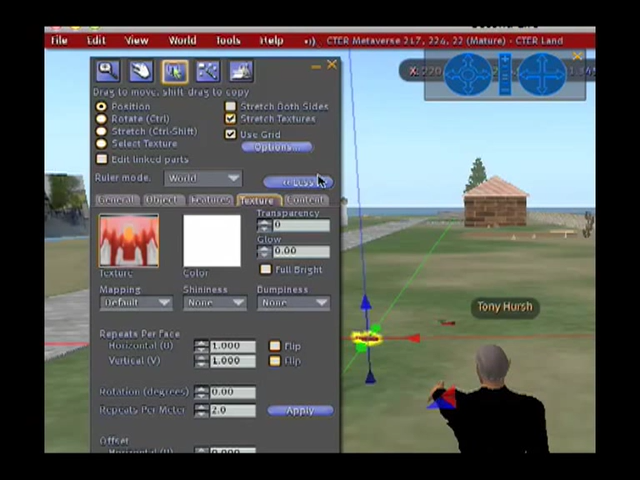 File Edit View World Tools Help CTER Metaverse 217, 226, 22 (Mature) - CTER Land
Drag to move, shift-drag to copy
Position
Rotate (Ctrl)
Stretch (Ctrl-Shift)
Select Texture
Edit linked parts
Stretch Both Sides
Stretch Textures
Use Grid
Options...
Ruler mode: World
General Object Features Texture Content
Texture
Color
Transparency
0
Glow
0.00
Full Bright
Mapping Shininess Bumpiness
Default None None
Repeats Per Face
Horizontal (U) 1.000 Flip
Vertical (V) 1.000 Flip
Rotation (degrees) 0.00
Repeats Per Meter 2.0 Apply
Offset
0.000
Tony Hursh